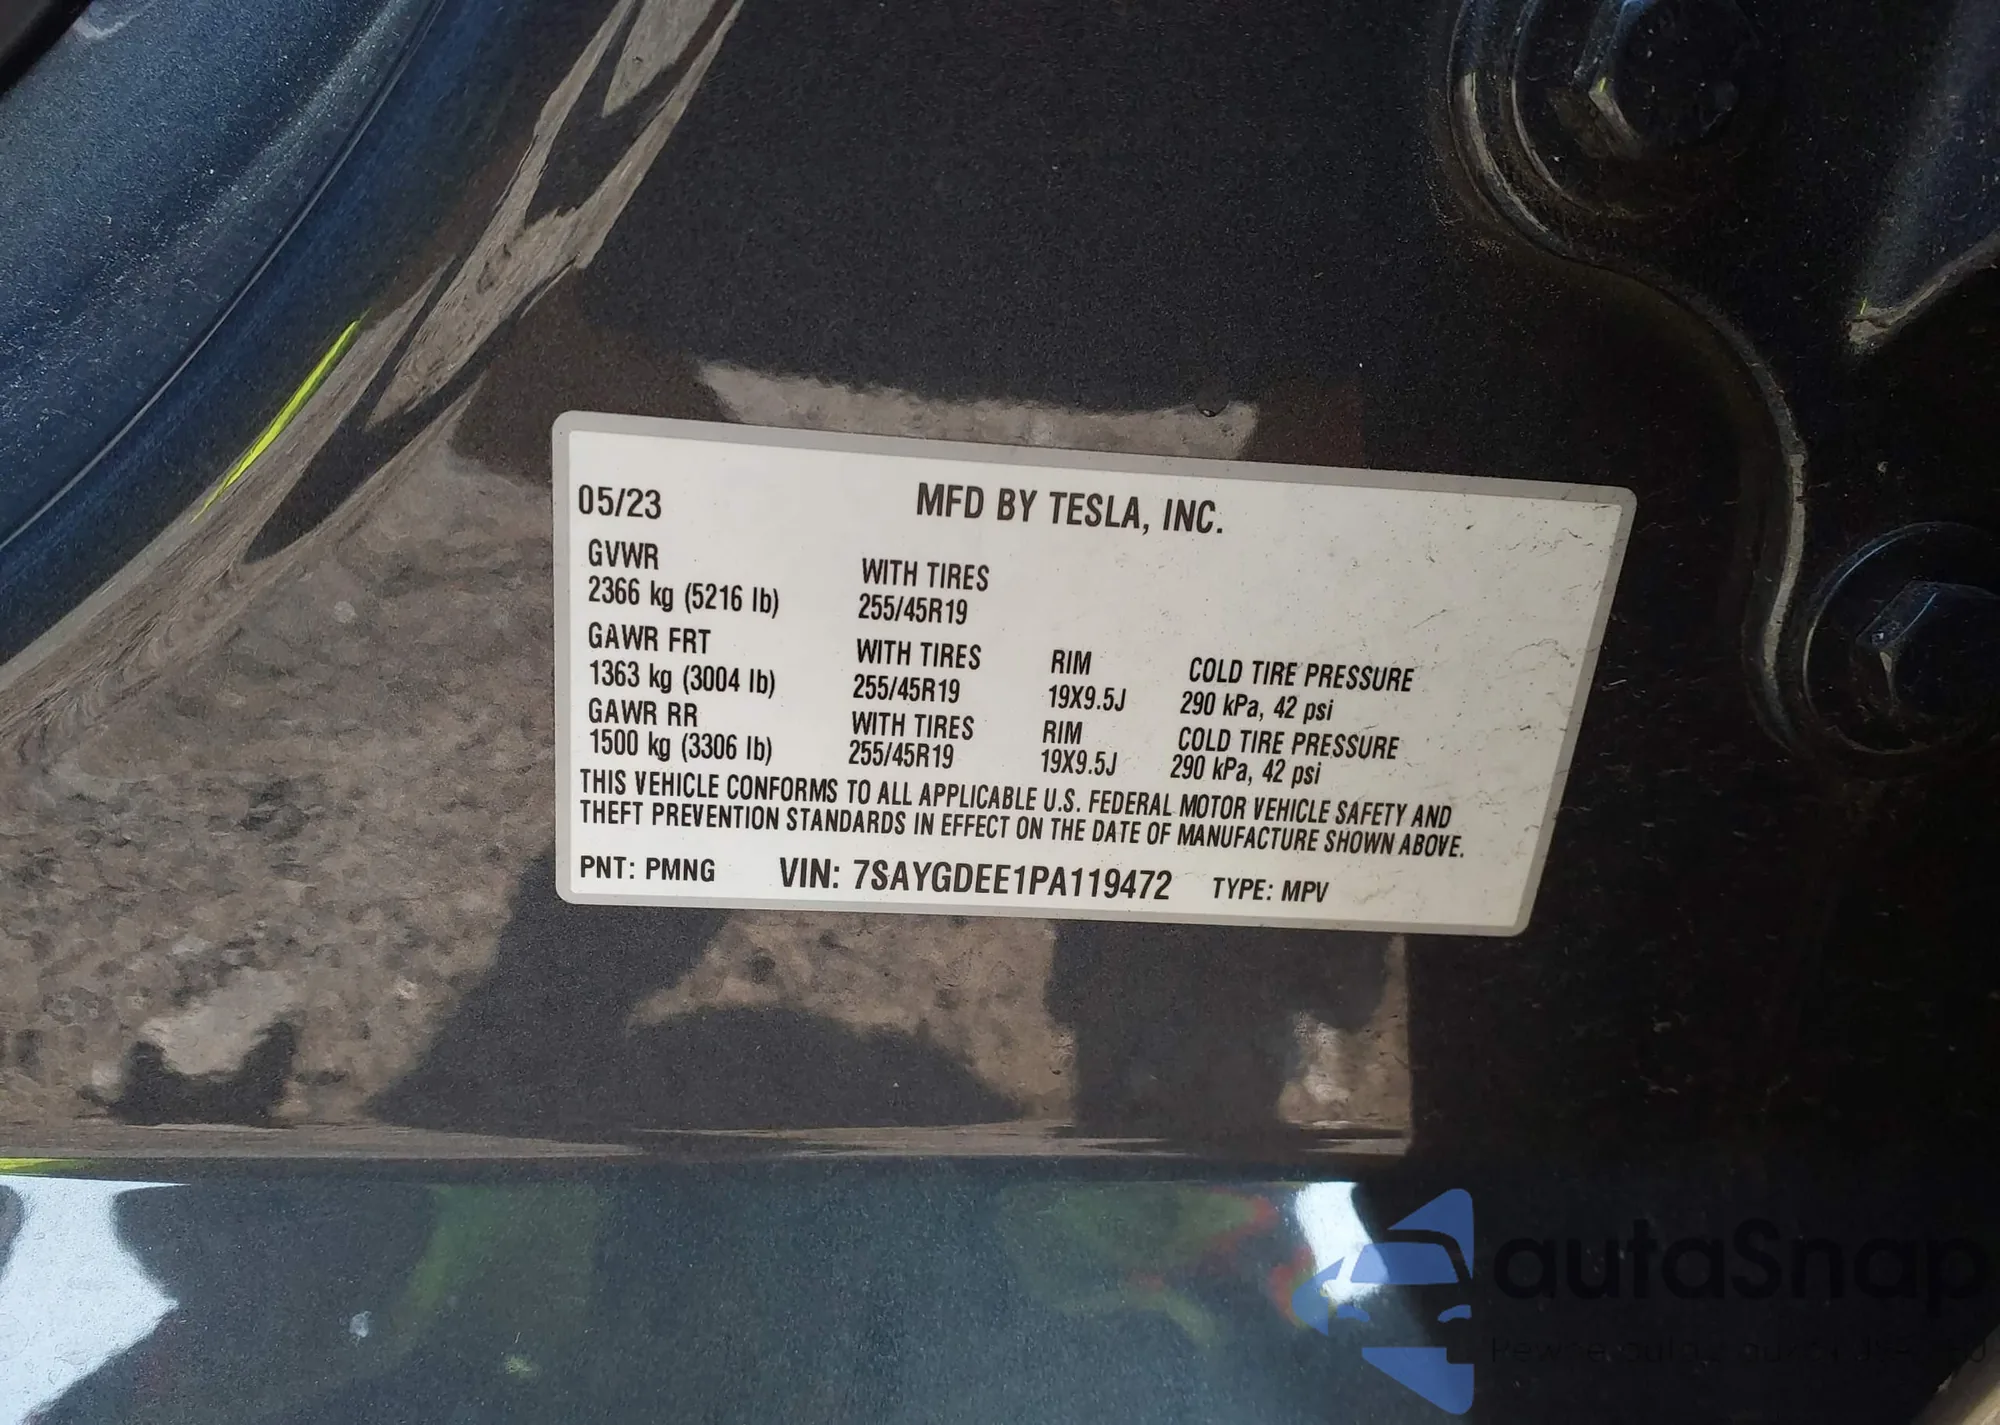 05/23 MFD BY TESLA, INC.
GVWR WITH TIRES
2366 kg (5216 lb) 255/45R19
GAWR FRT WITH TIRES RIM COLD TIRE PRESSURE
1363 kg (3004 lb) 255/45R19 19X9.5J 290 kPa, 42 psi
GAWR RR WITH TIRES RIM COLD TIRE PRESSURE
1500 kg (3306 lb) 255/45R19 19X9.5J 290 kPa, 42 psi
THIS VEHICLE CONFORMS TO ALL APPLICABLE U.S. FEDERAL MOTOR VEHICLE SAFETY AND
THEFT PREVENTION STANDARDS IN EFFECT ON THE DATE OF MANUFACTURE SHOWN ABOVE.
PNT: PMNG VIN: 7SAYGDEE1PA119472 TYPE: MPV
autaSnap